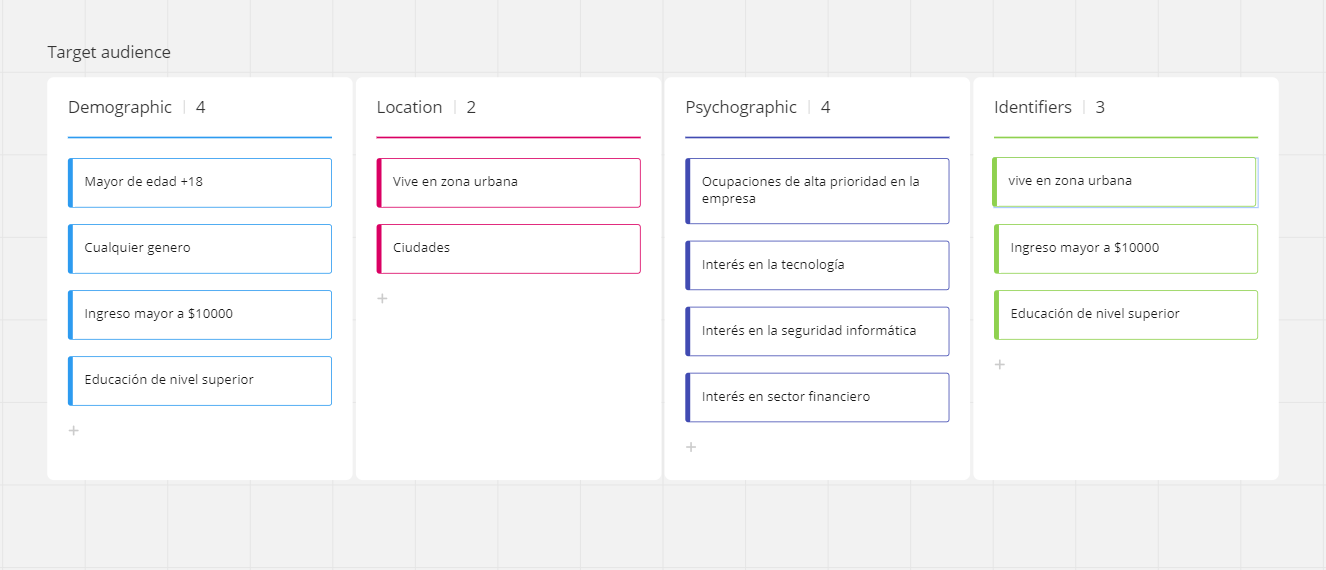 Target audience
Demographic | 4
Mayor de edad +18
Cualquier genero
Ingreso mayor a $10000
Educación de nivel superior
+
Location | 2
Vive en zona urbana
Ciudades
+
Psychographic | 4
Ocupaciones de alta prioridad en la
empresa
Interés en la tecnología
Interés en la seguridad informática
Interés en sector financiero
+
Identifiers | 3
vive en zona urbana
Ingreso mayor a $10000
Educación de nivel superior
+